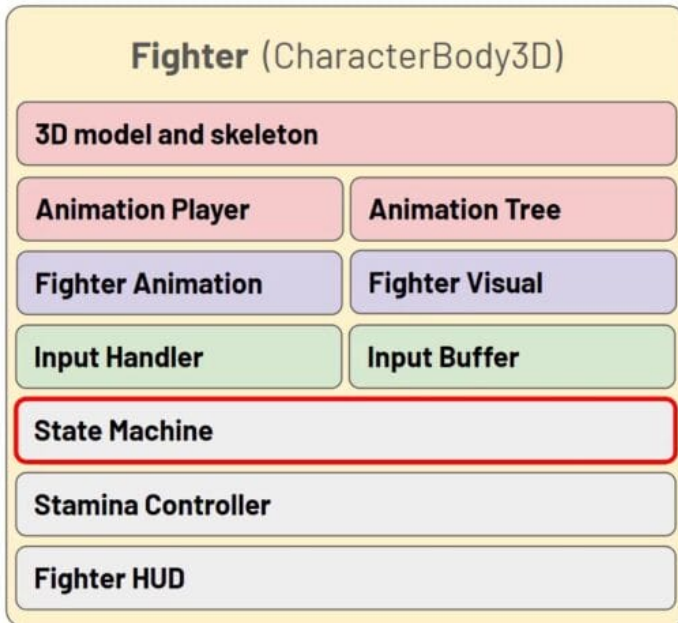 Fighter (CharacterBody3D)
3D model and skeleton
Animation Player
Animation Tree
Fighter Animation
Fighter Visual
Input Handler
Input Buffer
State Machine
Stamina Controller
Fighter HUD